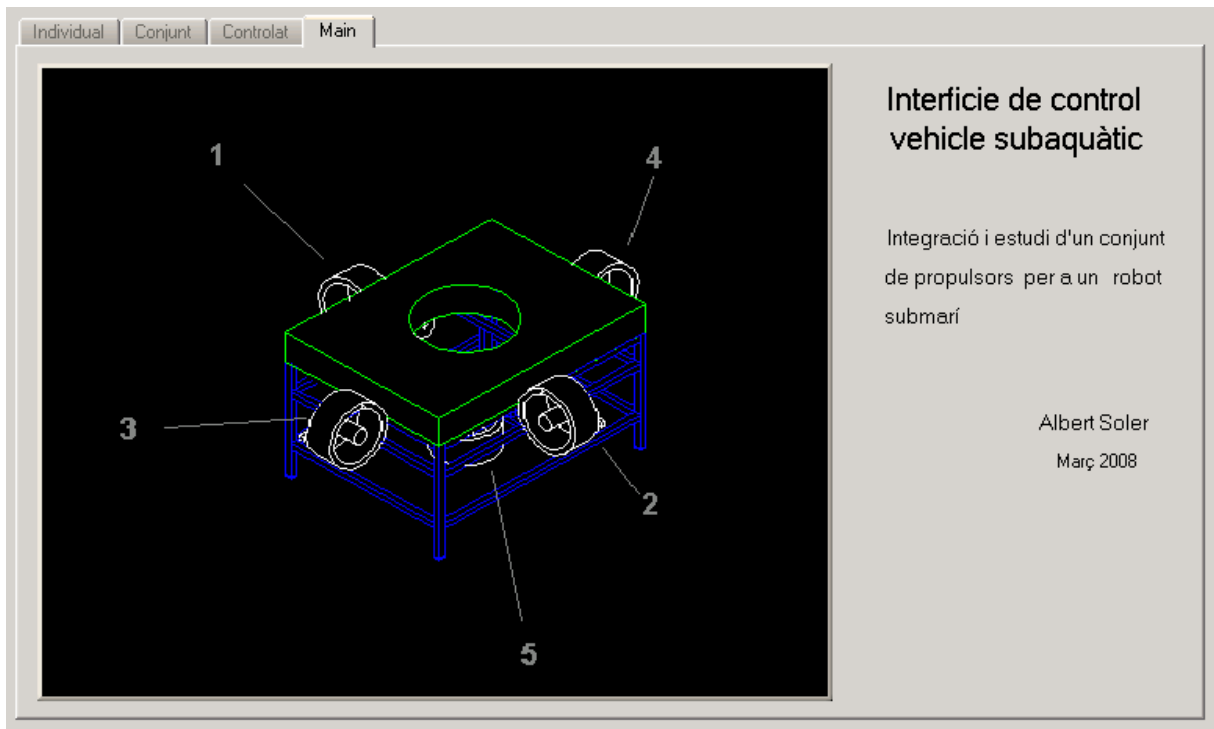 Individual
Conjunt
Controlat
Main
1
4
3
2
5
Interficie de control
vehicle subaquàtic
Integració i estudi d'un conjunt
de propulsors per a un robot
submarí
Albert Soler
Març 2008